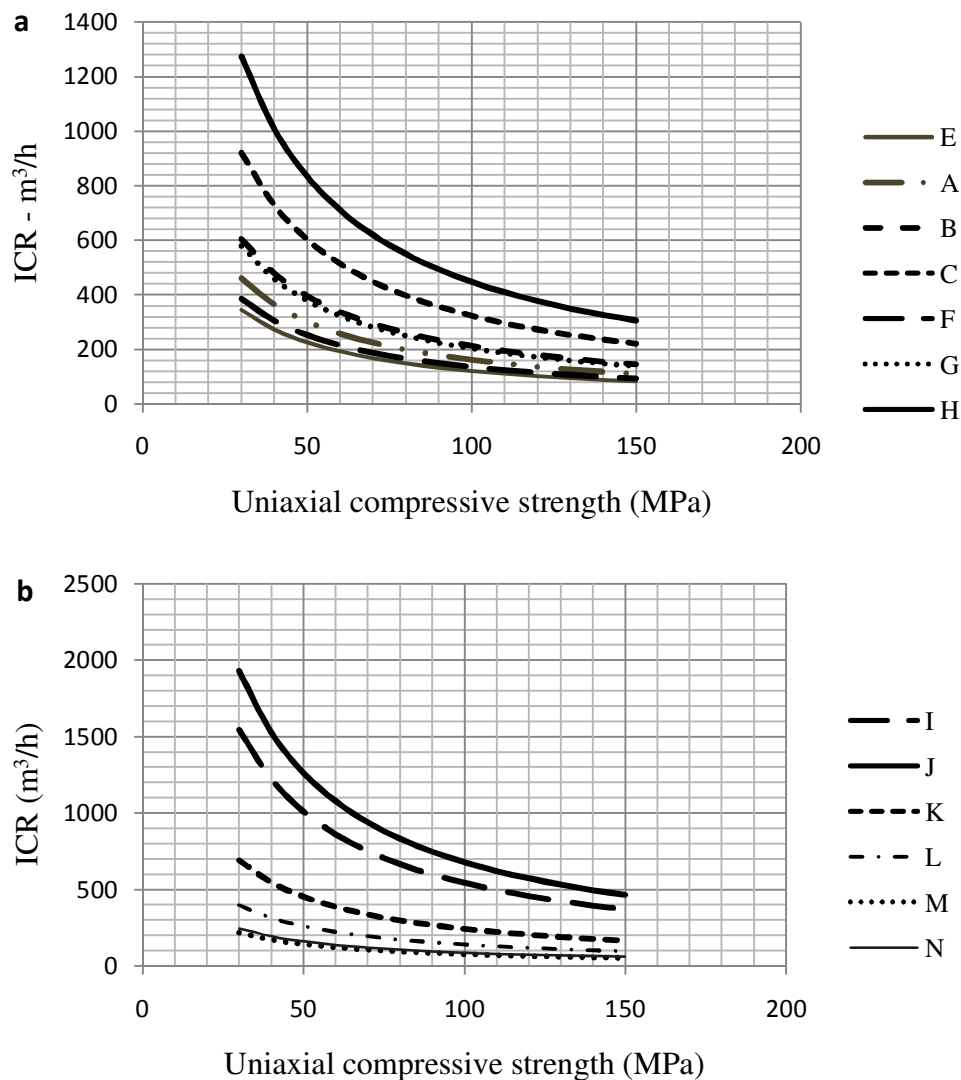 a
1400
1200
1000
800
600
400
200
0
ICR - m³/h
0 50 100 150 200
Uniaxial compressive strength (MPa)
E
A
B
C
F
G
H
b
2500
2000
1500
1000
500
0
ICR (m³/h)
0 50 100 150 200
Uniaxial compressive strength (MPa)
I
J
K
L
M
N